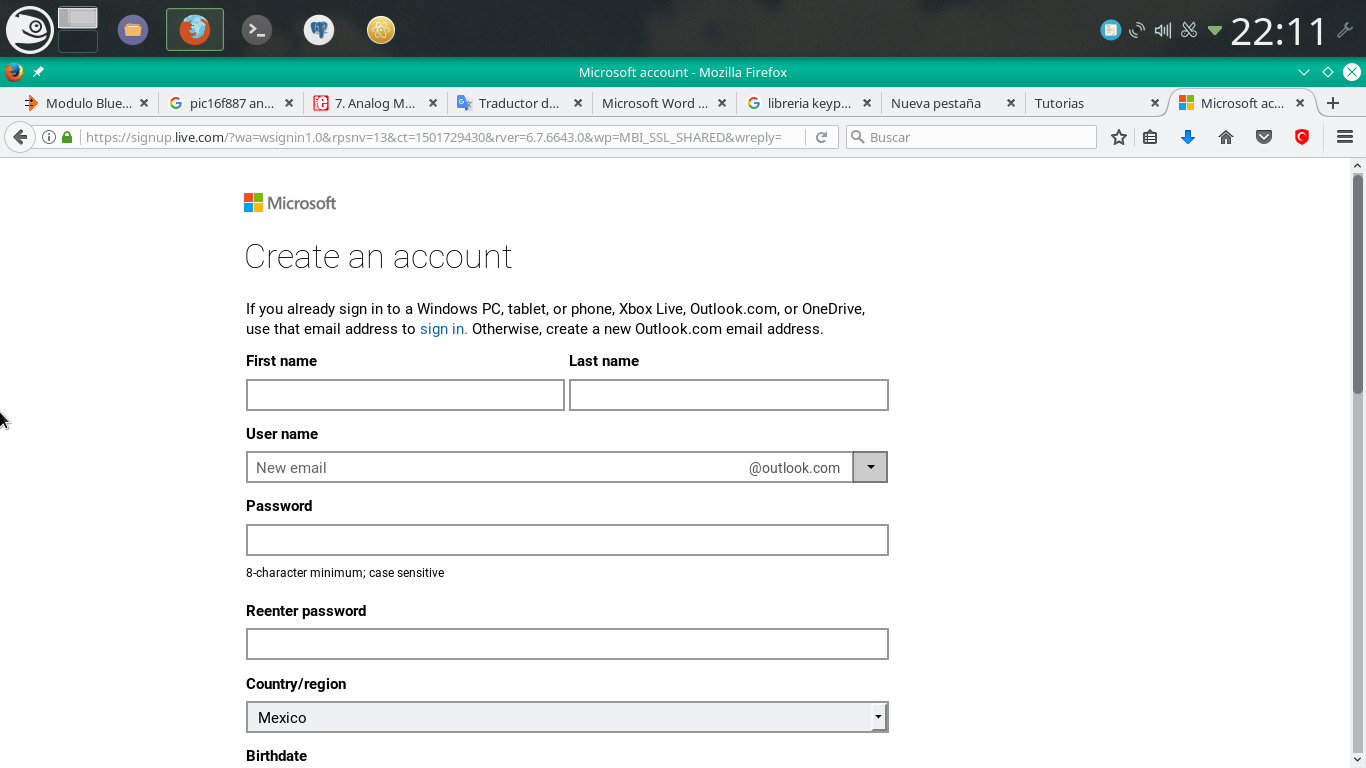 22:11
Microsoft account - Mozilla Firefox
Modulo Blue...
pic16f887 an...
7. Analog M...
Traductor d...
Microsoft Word ...
libreria keyp...
Nueva pestaña
Tutorias
Microsoft ac...
https://signup.live.com/?wa=wsignin1.0&rpsnv=13&ct=1501729430&rver=6.7.6643.0&wp=MBI_SSL_SHARED&wreply=
Buscar
Microsoft
Create an account
If you already sign in to a Windows PC, tablet, or phone, Xbox Live, Outlook.com, or OneDrive,
use that email address to sign in. Otherwise, create a new Outlook.com email address.
First name
Last name
User name
New email
@outlook.com
Password
8-character minimum; case sensitive
Reenter password
Country/region
Mexico
Birthdate